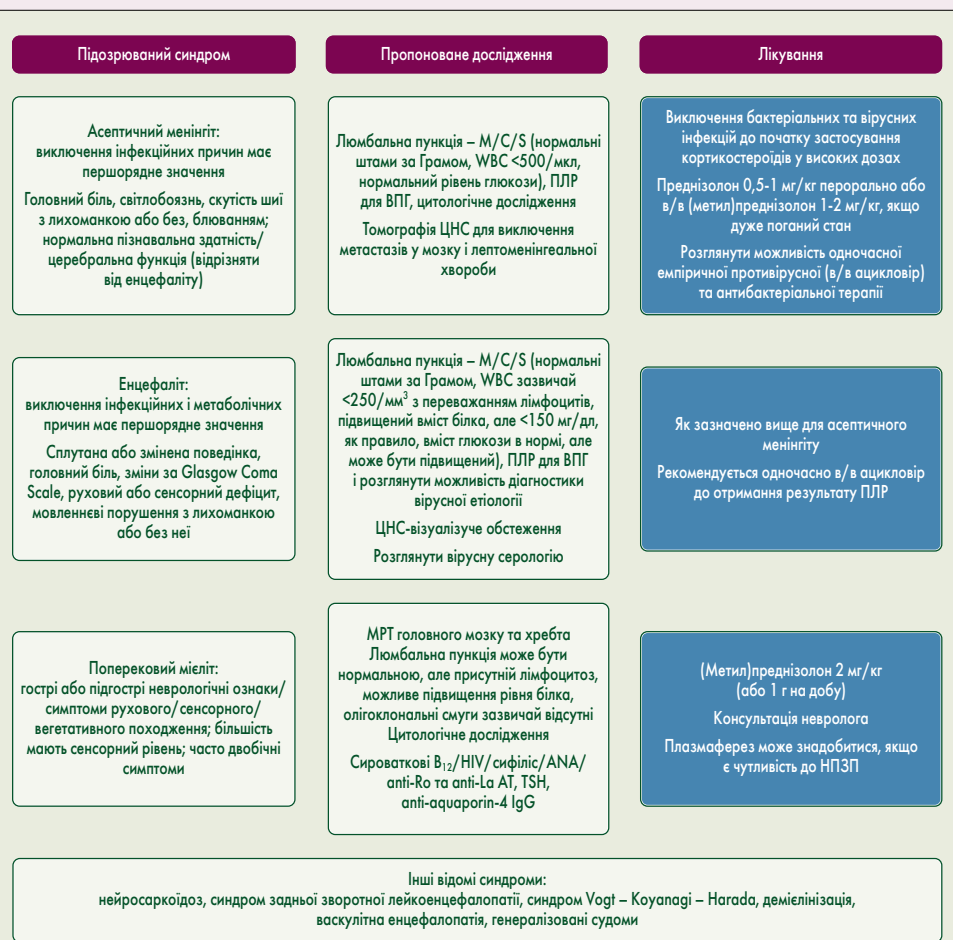 Підозрюваний синдром
Пропоноване дослідження
Лікування
Асептичний менінгіт:
виключення інфекційних причин має
першорядне значення
Головний біль, світлобоязнь, скутість шиї
з лихоманкою або без, блюванням;
нормальна пізнавальна здатність/
церебральна функція (відрізняти
від енцефаліту)
Люмбальна пункція – M/C/S (нормальні
штами за Грамом, WBC <500/мкл,
нормальний рівень глюкози), ПЛР
для ВПГ, цитологічне дослідження
Томографія ЦНС для виключення
метастазів у мозку і лептоменінгеальної
хвороби
Виключення бактеріальних та вірусних
інфекцій до початку застосування
кортикостероїдів у високих дозах
Преднізолон 0,5-1 мг/кг перорально або
в/в (метил)преднізолон 1-2 мг/кг, якщо
дуже поганий стан
Розглянути можливість одночасної
емпіричної противірусної (в/в ацикловір)
та антибактеріальної терапії
Енцефаліт:
виключення інфекційних і метаболічних
причин має першорядне значення
Сплутана або змінена поведінка,
головний біль, зміни за Glasgow Coma
Scale, руховий або сенсорний дефіцит,
мовленнєві порушення з лихоманкою
або без неї
Люмбальна пункція – M/C/S (нормальні
штами за Грамом, WBC зазвичай
<250/мм³ з переважанням лімфоцитів,
підвищений вміст білка, але <150 мг/дл,
як правило, вміст глюкози в нормі, але
може бути підвищений), ПЛР для ВПГ
і розглянути можливість діагностики
вірусної етіології
ЦНС-візуалізуче обстеження
Розглянути вірусну серологію
Як зазначено вище для асептичного
менінгіту
Рекомендується одночасно в/в ацикловір
до отримання результату ПЛР
Поперековий мієліт:
гострі або підгострі неврологічні ознаки/
симптоми рухового/сенсорного/
вегетативного походження; більшість
мають сенсорний рівень; часто двобічні
симптоми
МРТ головного мозку та хребта
Люмбальна пункція може бути
нормальною, але присутній лімфоцитоз,
можливе підвищення рівня білка,
олігоклональні смуги зазвичай відсутні
Цитологічне дослідження
Сироваткові B₁₂/HIV/сифіліс/ANA/
anti-Ro та anti-La AT, TSH,
anti-aquaporin-4 IgG
(Метил)преднізолон 2 мг/кг
(або 1 г на добу)
Консультація невролога
Плазмаферез може знадобитися, якщо
є чутливість до НПЗП
Інші відомі синдроми:
нейросаркоїдоз, синдром задньої зворотної лейкоенцефалопатії, синдром Vogt – Koyanagi – Harada, демієлінізація,
васкулітна енцефалопатія, генералізовані судоми